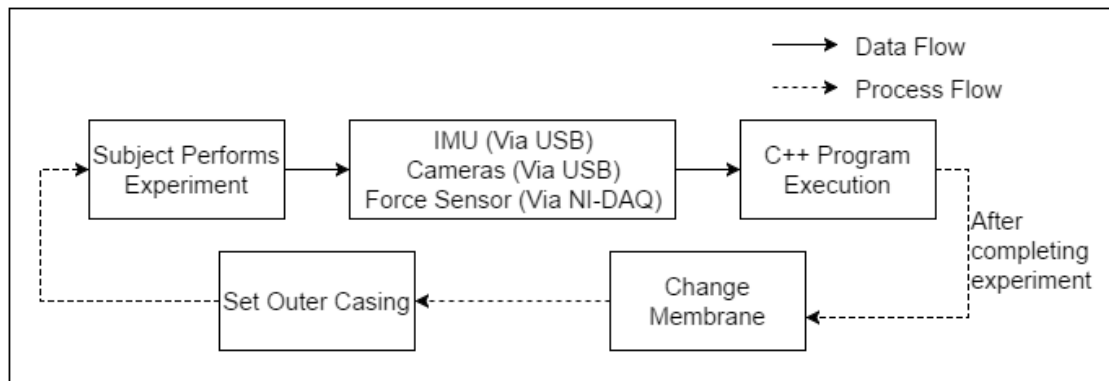 Data Flow
Process Flow
Subject Performs
Experiment
IMU (Via USB)
Cameras (Via USB)
Force Sensor (Via NI-DAQ)
C++ Program
Execution
After
completing
experiment
Change
Membrane
Set Outer Casing